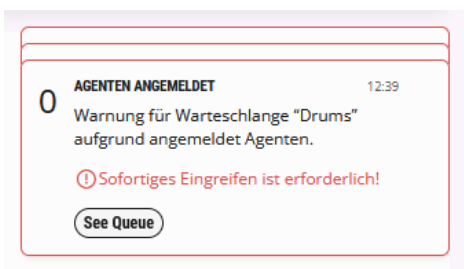 0
AGENTEN ANGEMELDET 12:39
Warnung für Warteschlange “Drums”
aufgrund angemeldet Agenten.
Sofortiges Eingreifen ist erforderlich!
See Queue